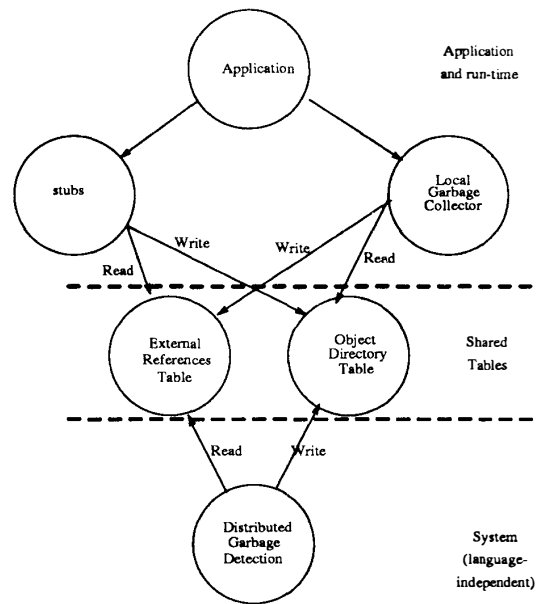 Application
Application
and run-time
stubs
Local
Garbage
Collector
Write
Write
Read
Read
External
References
Table
Object
Directory
Table
Shared
Tables
Read
Write
Distributed
Garbage
Detection
System
(language-
independent)